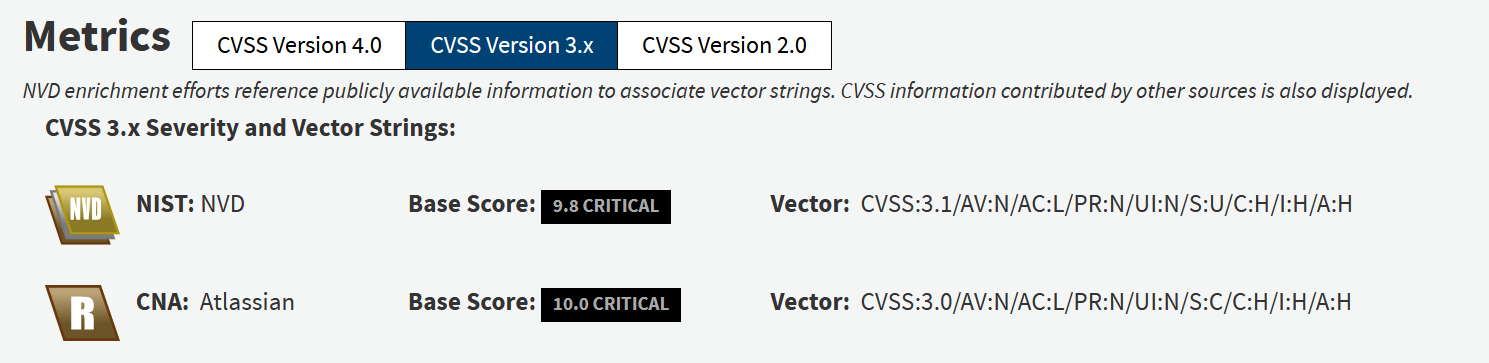 Metrics CVSS Version 4.0 CVSS Version 3.x CVSS Version 2.0
NVD enrichment efforts reference publicly available information to associate vector strings. CVSS information contributed by other sources is also displayed.
CVSS 3.x Severity and Vector Strings:
NVD NIST: NVD Base Score: 9.8 CRITICAL Vector: CVSS:3.1/AV:N/AC:L/PR:N/UI:N/S:U/C:H/I:H/A:H
R CNA: Atlassian Base Score: 10.0 CRITICAL Vector: CVSS:3.0/AV:N/AC:L/PR:N/UI:N/S:C/C:H/I:H/A:H